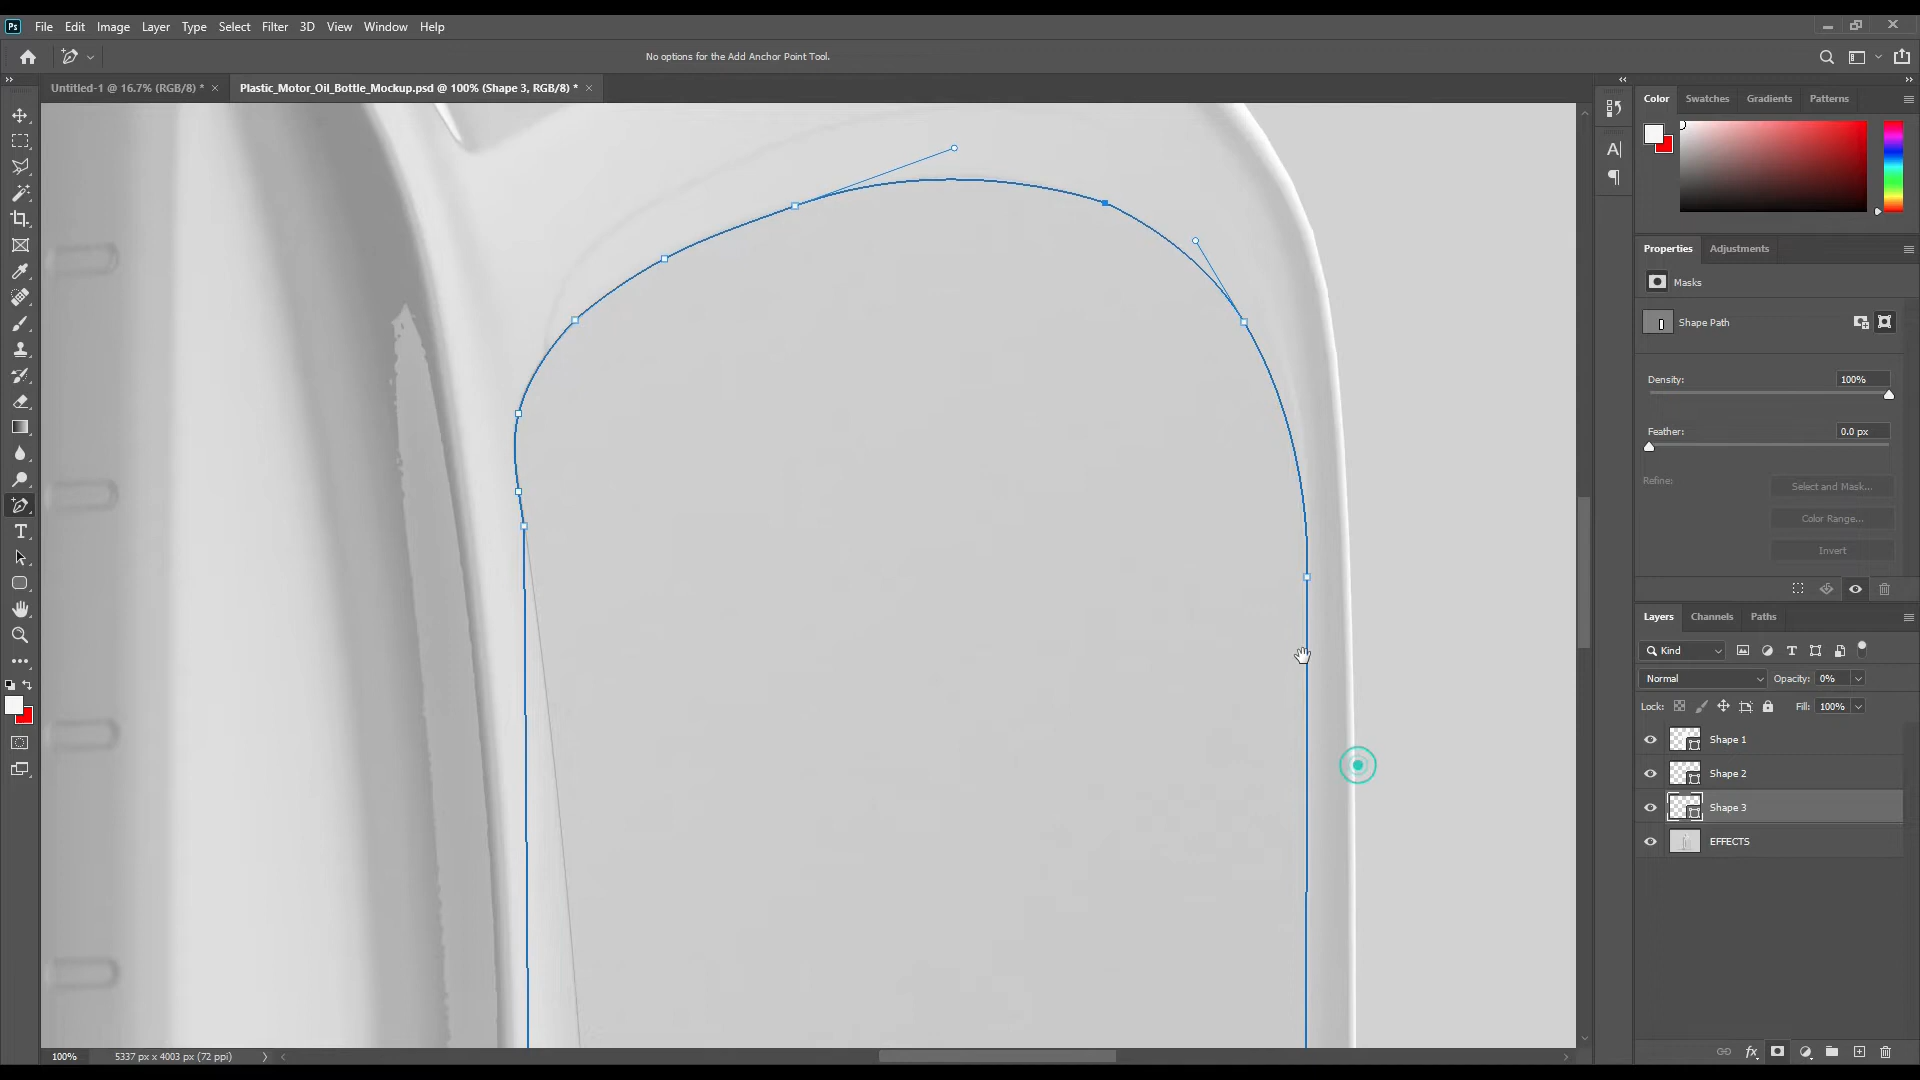 Ps File Edit Image Layer Type Select Filter 3D View Window Help
No options for the Add Anchor Point Tool.
Untitled-1 @ 16.7% (RGB/8) * ×
Plastic_Motor_Oil_Bottle_Mockup.psd @ 100% (Shape 3, RGB/8) * ×
Color Swatches Gradients Patterns
Properties Adjustments
Masks
Shape Path
Density: 100%
Feather: 0.0 px
Refine: Select and Mask...
Color Range...
Invert
Layers Channels Paths
Kind
Normal Opacity: 0%
Lock: Fill: 100%
Shape 1
Shape 2
Shape 3
EFFECTS
100% 5337 px x 4003 px (72 ppi)